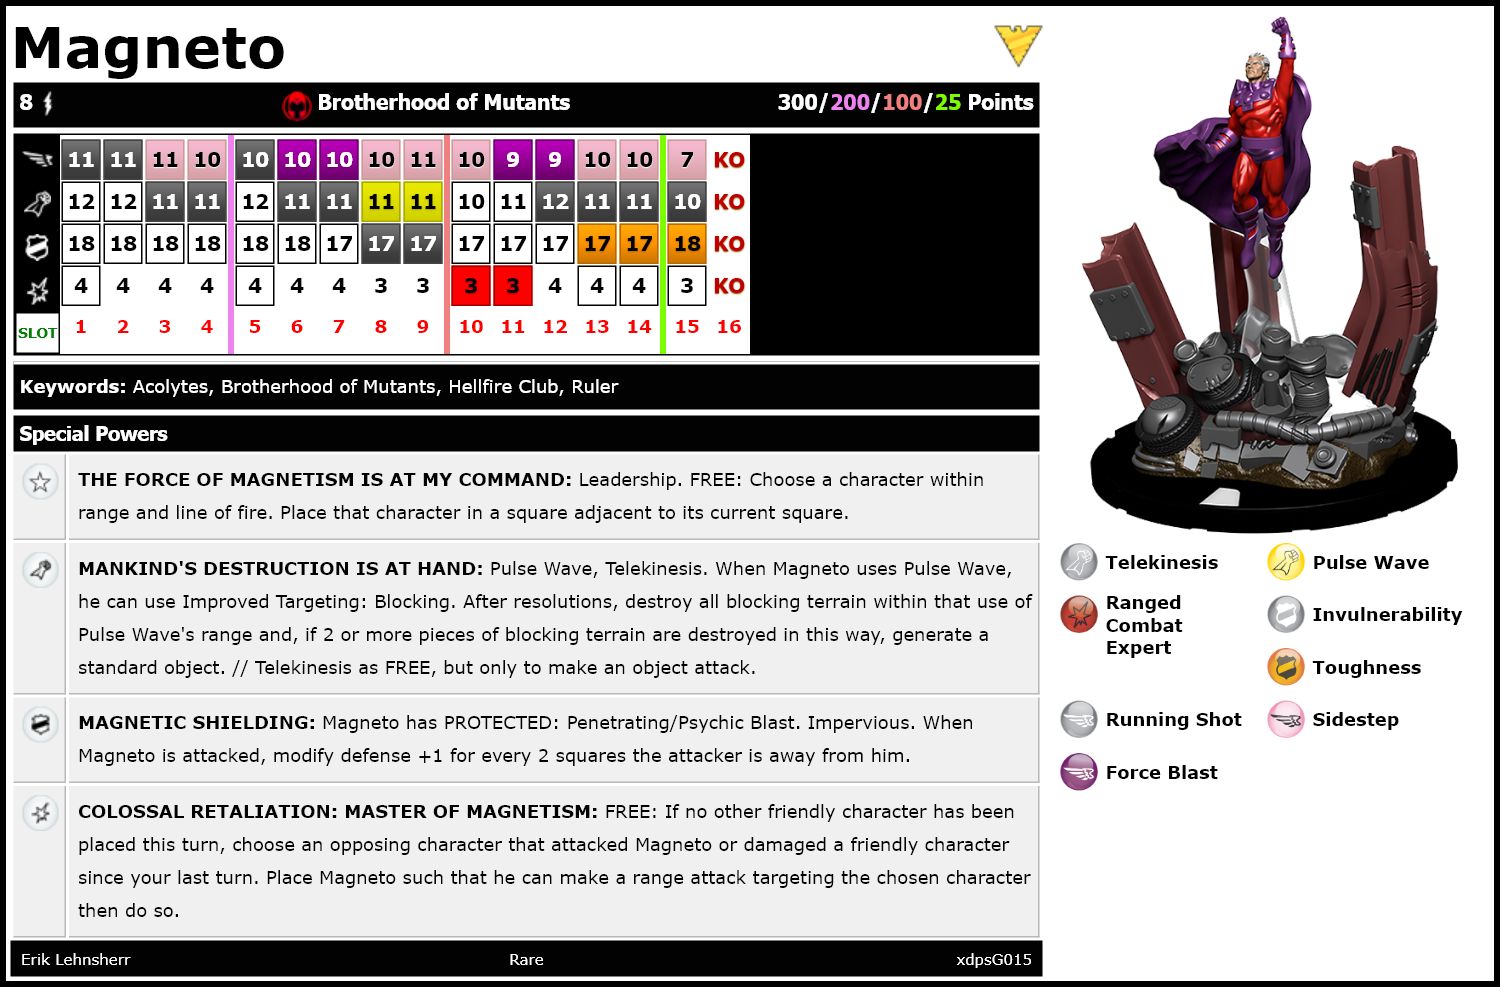 Magneto
8 Brotherhood of Mutants 300/200/100/25 Points
11 11 11 10 10 10 10 10 11 10 9 9 10 10 7 KO
12 12 11 11 12 11 11 11 11 10 11 12 11 11 10 KO
18 18 18 18 18 18 17 17 17 17 17 17 17 17 18 KO
4 4 4 4 4 4 4 3 3 3 3 4 4 4 3 KO
SLOT 1 2 3 4 5 6 7 8 9 10 11 12 13 14 15 16
Keywords: Acolytes, Brotherhood of Mutants, Hellfire Club, Ruler
Special Powers
THE FORCE OF MAGNETISM IS AT MY COMMAND: Leadership. FREE: Choose a character within
range and line of fire. Place that character in a square adjacent to its current square.
MANKIND'S DESTRUCTION IS AT HAND: Pulse Wave, Telekinesis. When Magneto uses Pulse Wave,
he can use Improved Targeting: Blocking. After resolutions, destroy all blocking terrain within that use of
Pulse Wave's range and, if 2 or more pieces of blocking terrain are destroyed in this way, generate a
standard object. // Telekinesis as FREE, but only to make an object attack.
MAGNETIC SHIELDING: Magneto has PROTECTED: Penetrating/Psychic Blast. Impervious. When
Magneto is attacked, modify defense +1 for every 2 squares the attacker is away from him.
COLOSSAL RETALIATION: MASTER OF MAGNETISM: FREE: If no other friendly character has been
placed this turn, choose an opposing character that attacked Magneto or damaged a friendly character
since your last turn. Place Magneto such that he can make a range attack targeting the chosen character
then do so.
Erik Lehnsherr Rare xdpsG015
Telekinesis
Pulse Wave
Ranged
Combat
Expert
Invulnerability
Toughness
Running Shot
Sidestep
Force Blast